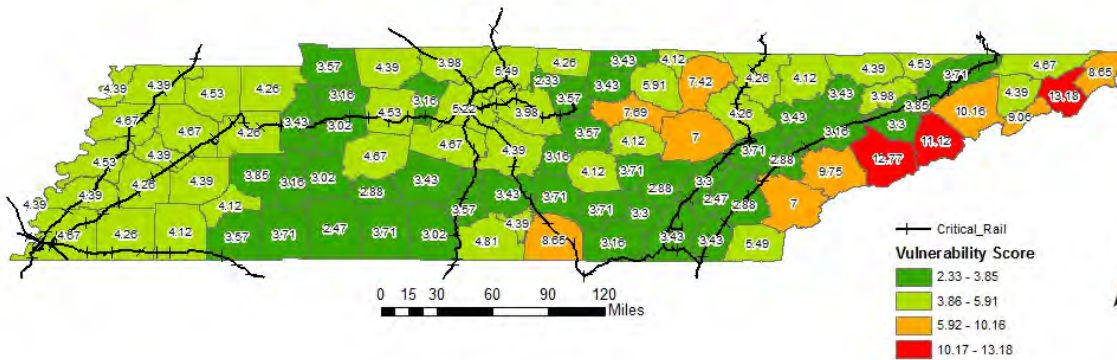 3.57 4.39 3.98 5.49 4.26 3.43 4.12 4.26 4.12 4.39 4.53 3.71 4.67 8.65
4.39 4.39 4.53 4.26 3.16 3.16 2.33 5.91 7.42 3.43 3.98 4.39 13.18
4.67 4.67 4.26 3.43 3.02 4.53 5.22 3.98 3.57 7.69 4.26 3.43 3.85 10.16 9.06
4.53 4.39 4.67 4.67 4.39 3.57 4.12 7 3.71 3.16 3.3 11.12
4.39 4.39 4.26 4.39 4.12 3.85 3.16 3.02 2.88 3.43 3.16 4.12 3.71 2.88 2.88 9.75 12.77
4.67 4.26 4.12 3.57 3.71 2.47 3.71 3.02 3.57 3.43 3.71 3.3 2.47 2.88 7
4.81 4.39 8.65 3.71 3.3 3.16 3.43 3.43 5.49
Critical_Rail
Vulnerability Score
2.33 - 3.85
3.86 - 5.91
5.92 - 10.16
10.17 - 13.18
0 15 30 60 90 120
Miles